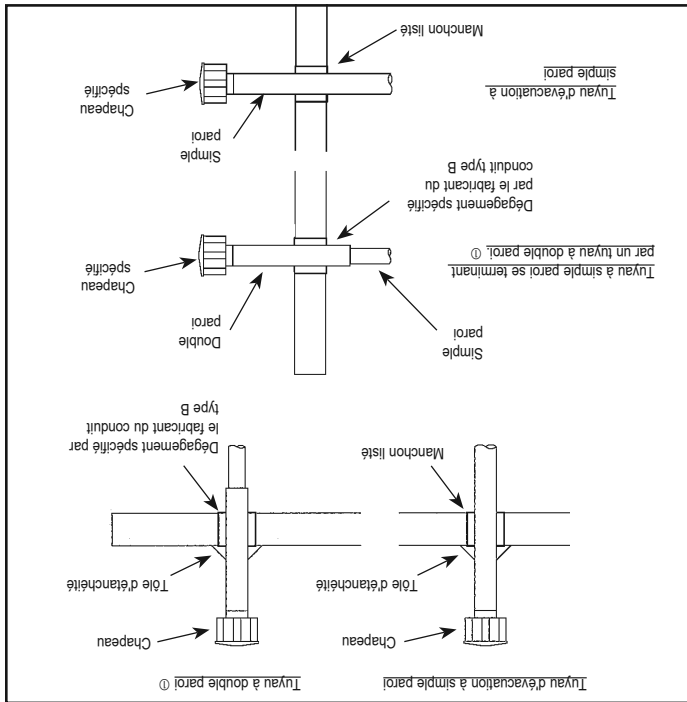 Tuyau d'évacuation à simple paroi
Chapeau
Tôle d'étanchéité
Manchon listé
Tuyau à double paroi ①
Chapeau
Tôle d'étanchéité
Dégagement spécifié par
le fabricant du conduit
type B
Simple
paroi
Double
paroi
Tuyau à simple paroi se terminant
par un tuyau à double paroi. ①
Chapeau
spécifié
Dégagement spécifié
par le fabricant du
conduit type B
Simple
paroi
Tuyau d'évacuation à
simple paroi
Chapeau
spécifié
Manchon listé